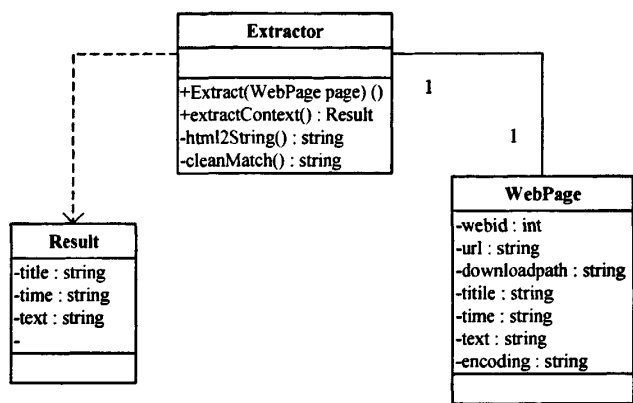 Extractor
+Extract(WebPage page) ()
+extractContext() : Result
-html2String() : string
-cleanMatch() : string
1
1
WebPage
-webid : int
-url : string
-downloadpath : string
-titile : string
-time : string
-text : string
-encoding : string
Result
-title : string
-time : string
-text : string
-